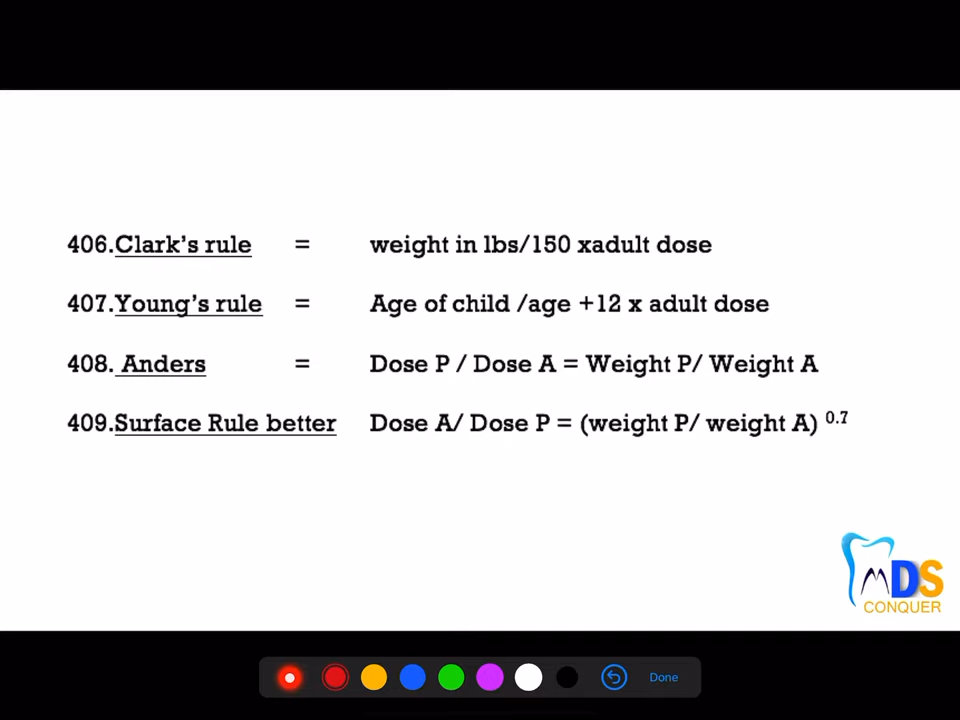 406.Clark's rule = weight in lbs/150 xadult dose
407.Young's rule = Age of child /age +12 x adult dose
408. Anders = Dose P / Dose A = Weight P/ Weight A
409.Surface Rule better Dose A/ Dose P = (weight P/ weight A) 0.7
MDS
CONQUER
Done